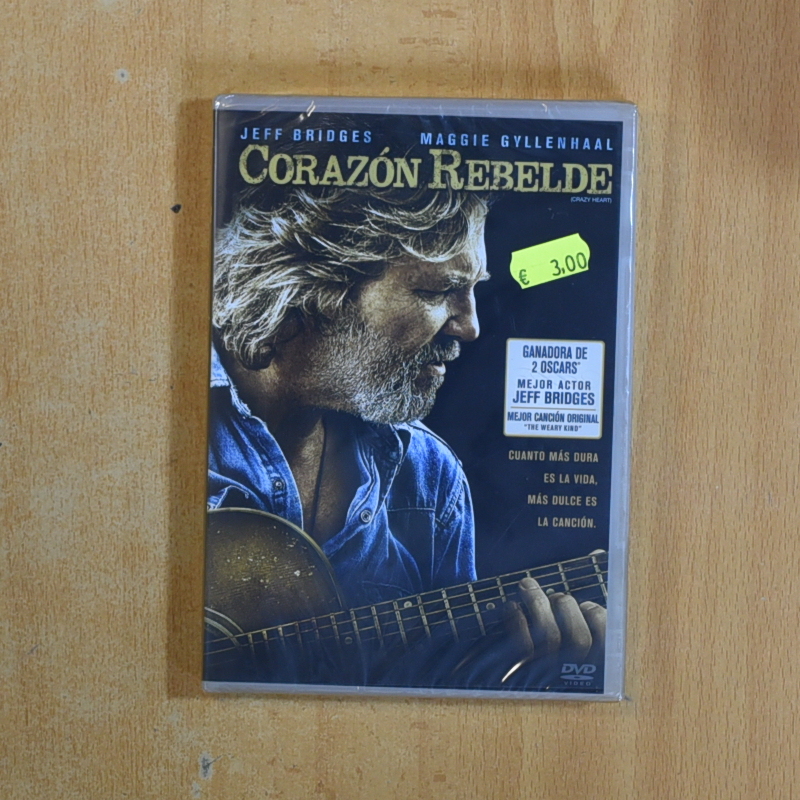 JEFF BRIDGES MAGGIE GYLLENHAAL
CORAZÓN REBELDE
(CRAZY HEART)
€ 3,00
GANADORA DE
2 OSCARS®
MEJOR ACTOR
JEFF BRIDGES
MEJOR CANCIÓN ORIGINAL
"THE WEARY KIND"
CUANTO MÁS DURA
ES LA VIDA,
MÁS DULCE ES
LA CANCIÓN.
DVD
VIDEO